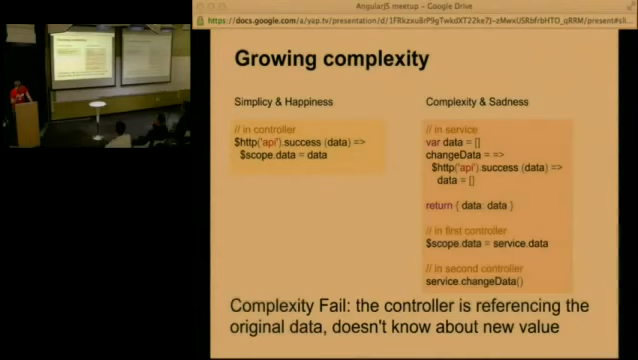 AngularJS meetup - Google Drive
https://docs.google.com/a/yap.tv/presentation/d/1FRkzxuBrP9gTwkdXT22ke7J-zMwxUSRbfrbHTO_qRRM/present#sli...
Growing complexity
Simplicy & Happiness
// in controller
$http('api').success (data) =>
$scope.data = data
Complexity & Sadness
// in service
var data = []
changeData = =>
$http('api').success (data) =>
data = []
return { data: data }
// in first controller
$scope.data = service.data
// in second controller
service.changeData()
Complexity Fail: the controller is referencing the
original data, doesn't know about new value